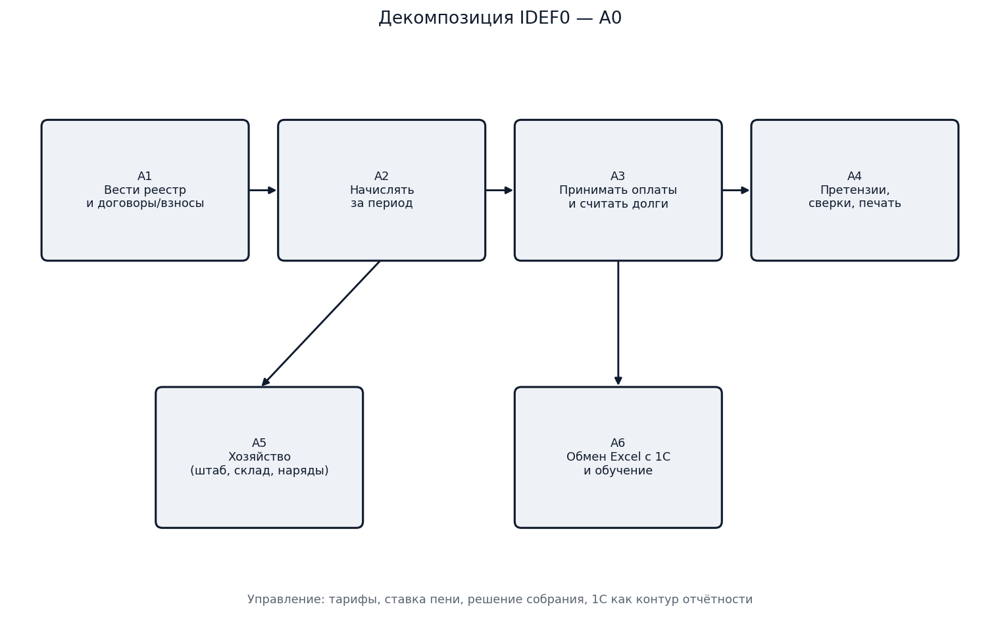 Декомпозиция IDEF0 — A0
A1
Вести реестр
и договоры/взносы
A2
Начислять
за период
A3
Принимать оплаты
и считать долги
A4
Претензии,
сверки, печать
A5
Хозяйство
(штаб, склад, наряды)
A6
Обмен Excel с 1С
и обучение
Управление: тарифы, ставка пени, решение собрания, 1С как контур отчётности